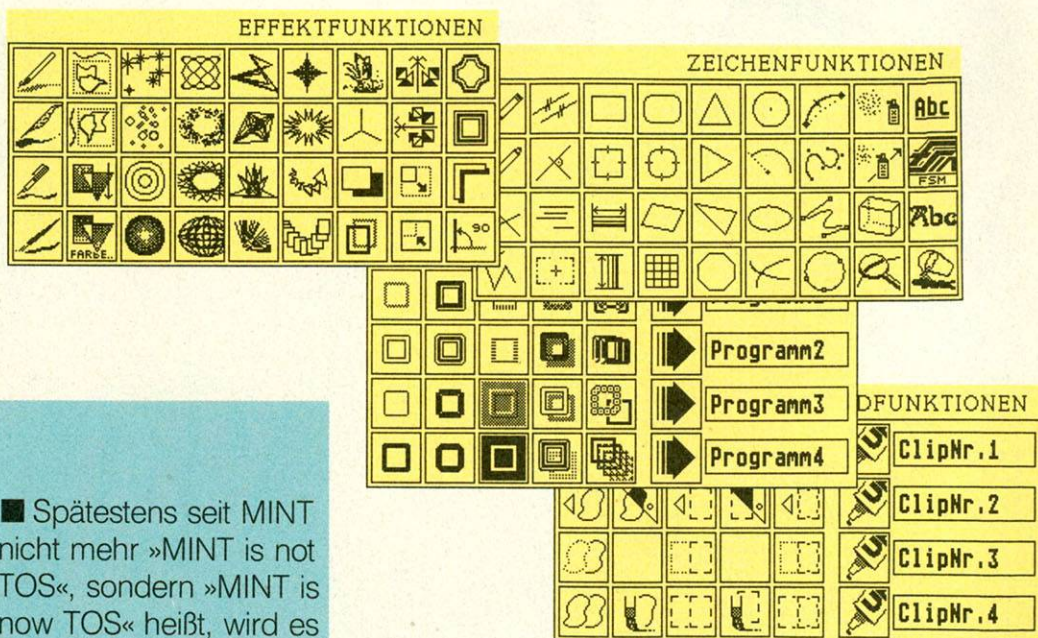 EFFEKTFUNKTIONEN
FARBE..
90
ZEICHENFUNKTIONEN
Abc
FSM
Abc
Programm2
Programm3
Programm4
DFUNKTIONEN
ClipNr.1
ClipNr.2
ClipNr.3
ClipNr.4
■ Spätestens seit MINT
nicht mehr »MINT is not
TOS«, sondern »MINT is
now TOS« heißt, wird es